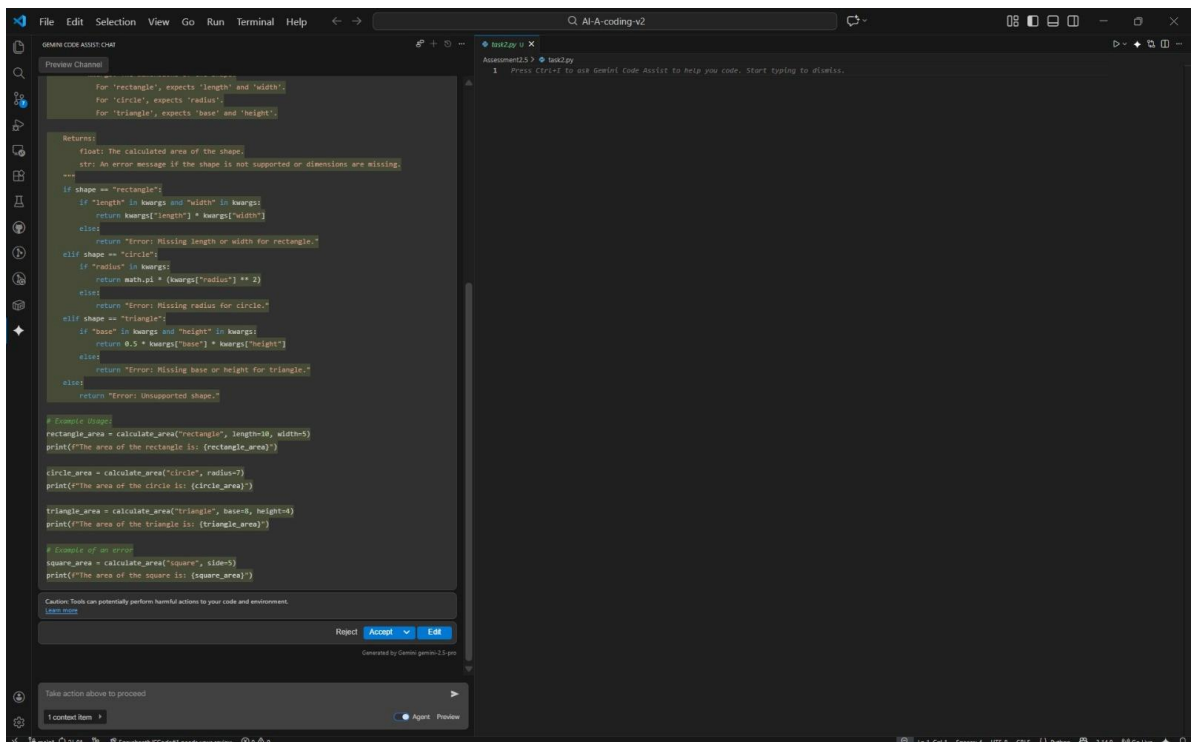 File Edit Selection View Go Run Terminal Help
AI-A-coding-v2
GEMINI CODE ASSIST: CHAT
Preview Channel
For 'rectangle', expects 'length' and 'width'.
For 'circle', expects 'radius'.
For 'triangle', expects 'base' and 'height'.
Returns:
float: The calculated area of the shape.
str: An error message if the shape is not supported or dimensions are missing.
"""
if shape == "rectangle":
if "length" in kwargs and "width" in kwargs:
return kwargs["length"] * kwargs["width"]
else:
return "Error: Missing length or width for rectangle."
elif shape == "circle":
if "radius" in kwargs:
return math.pi * (kwargs["radius"] ** 2)
else:
return "Error: Missing radius for circle."
elif shape == "triangle":
if "base" in kwargs and "height" in kwargs:
return 0.5 * kwargs["base"] * kwargs["height"]
else:
return "Error: Missing base or height for triangle."
else:
return "Error: Unsupported shape."
# Example Usage:
rectangle_area = calculate_area("rectangle", length=10, width=5)
print(f"The area of the rectangle is: {rectangle_area}")
circle_area = calculate_area("circle", radius=7)
print(f"The area of the circle is: {circle_area}")
triangle_area = calculate_area("triangle", base=8, height=4)
print(f"The area of the triangle is: {triangle_area}")
# Example of an error
square_area = calculate_area("square", side=5)
print(f"The area of the square is: {square_area}")
Caution: Tools can potentially perform harmful actions to your code and environment.
Learn more
Reject Accept Edit
Generated by Gemini gemini-2.5-pro
Take action above to proceed
1 context item
Agent Preview
task2.py U
Assessment2.5 > task2.py
1 Press Ctrl+I to ask Gemini Code Assist to help you code. Start typing to dismiss.